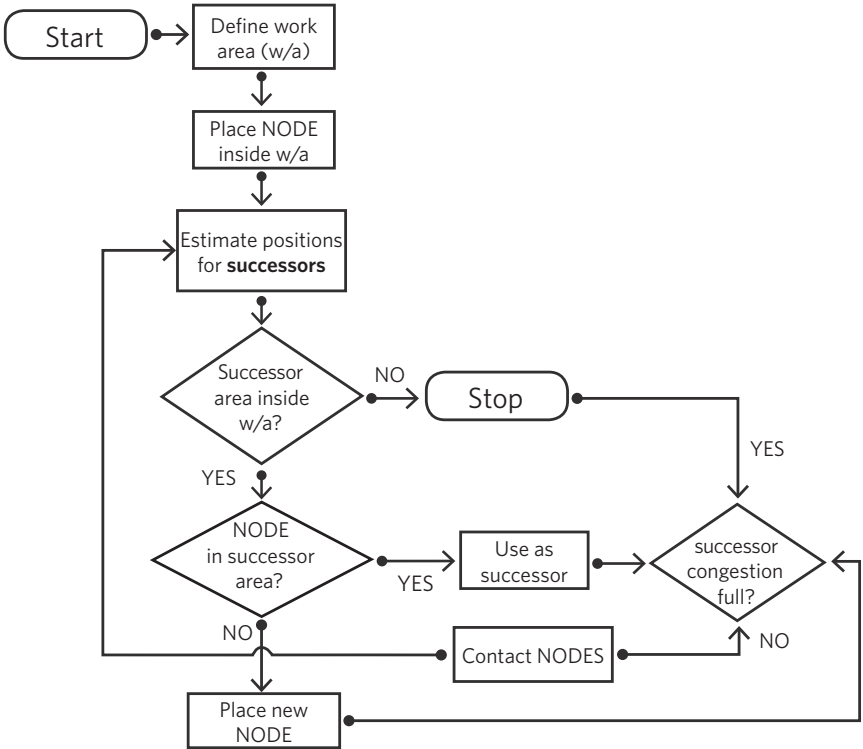 Start
Define work
area (w/a)
Place NODE
inside w/a
Estimate positions
for successors
Successor
area inside
w/a?
NO
Stop
YES
YES
NODE
in successor
area?
YES
Use as
successor
successor
congestion
full?
NO
Contact NODES
NO
Place new
NODE